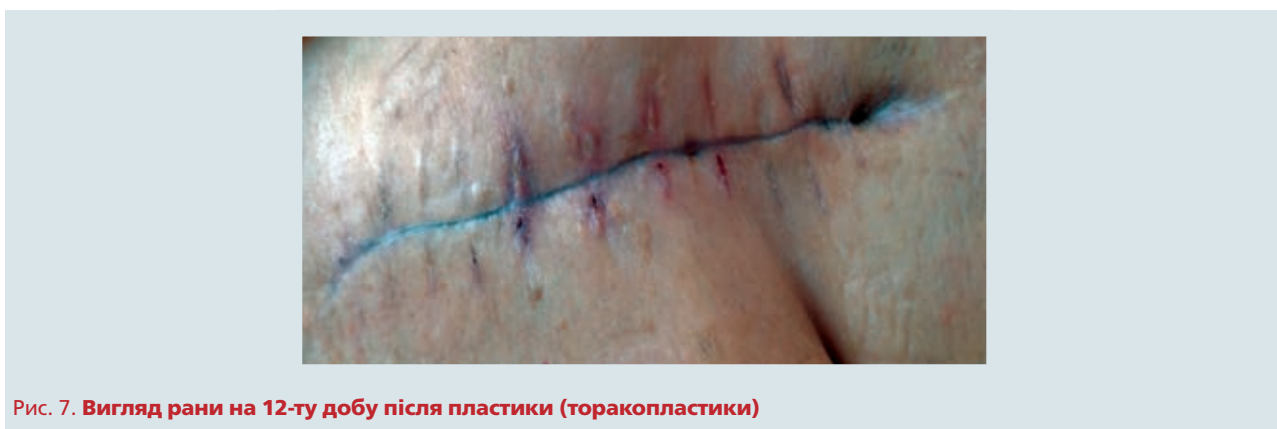 Рис. 7. Вигляд рани на 12-ту добу після пластики (торакопластики)